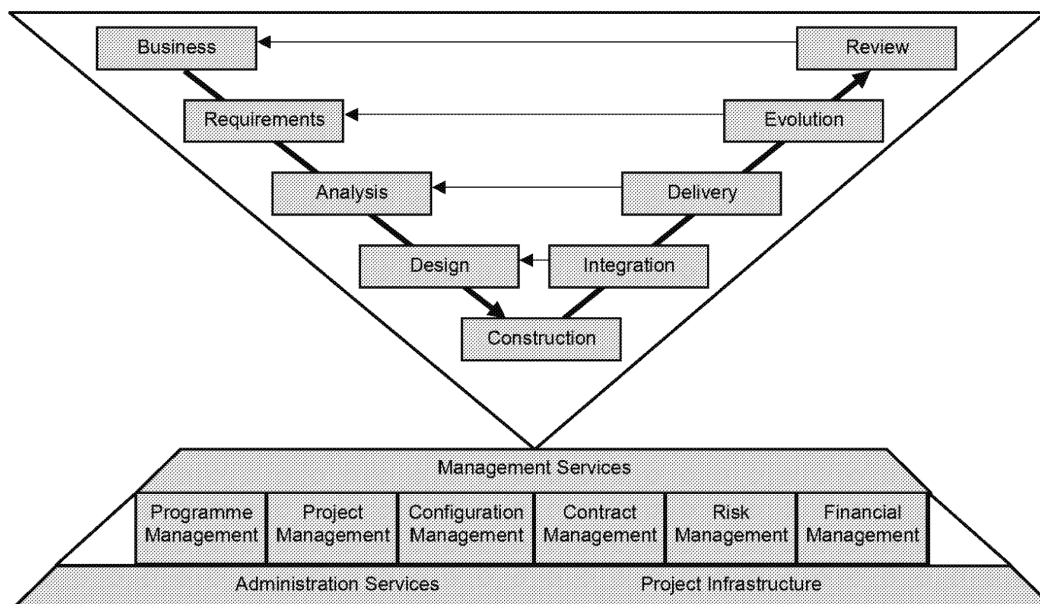 Business
Review
Requirements
Evolution
Analysis
Delivery
Design
Integration
Construction
Management Services
Programme
Management
Project
Management
Configuration
Management
Contract
Management
Risk
Management
Financial
Management
Administration Services
Project Infrastructure